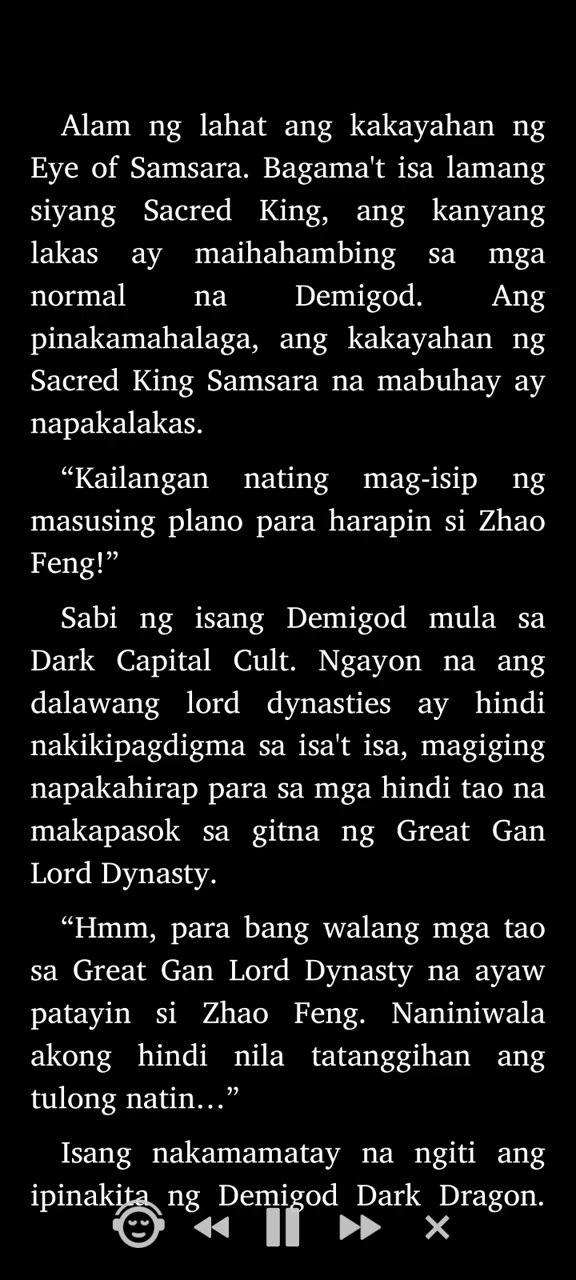 Alam ng lahat ang kakayahan ng
Eye of Samsara. Bagama't isa lamang
siyang Sacred King, ang kanyang
lakas ay maihahambing sa mga
normal na Demigod. Ang
pinakamahalaga, ang kakayahan ng
Sacred King Samsara na mabuhay ay
napakalakas.
“Kailangan nating mag-isip ng
masusing plano para harapin si Zhao
Feng!”
Sabi ng isang Demigod mula sa
Dark Capital Cult. Ngayon na ang
dalawang lord dynasties ay hindi
nakikipagdigma sa isa't isa, magiging
napakahirap para sa mga hindi tao na
makapasok sa gitna ng Great Gan
Lord Dynasty.
“Hmm, para bang walang mga tao
sa Great Gan Lord Dynasty na ayaw
patayin si Zhao Feng. Naniniwala
akong hindi nila tatanggihan ang
tulong natin…”
Isang nakamamatay na ngiti ang
ipinakita ng Demigod Dark Dragon.